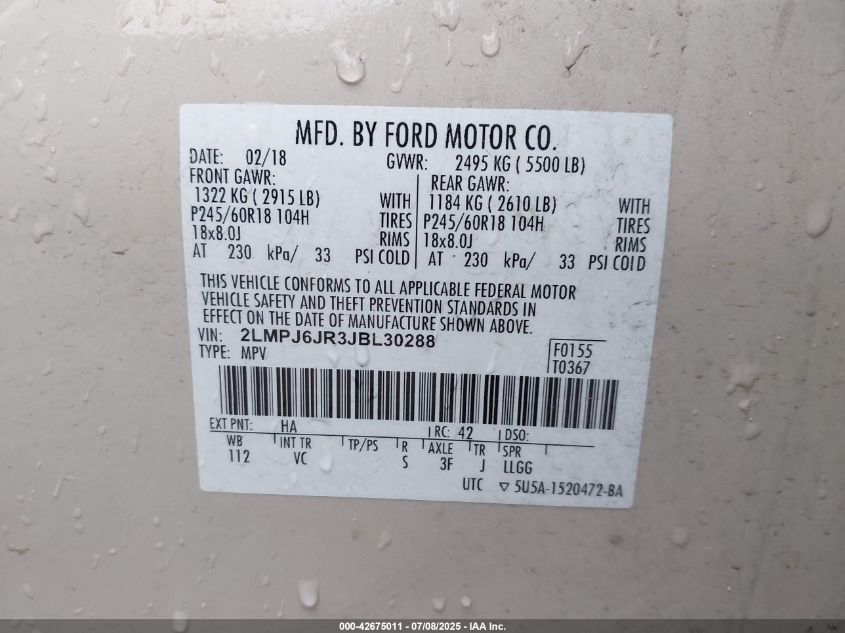 MFD. BY FORD MOTOR CO.
DATE: 02/18 GVWR: 2495 KG ( 5500 LB)
FRONT GAWR: REAR GAWR:
1322 KG ( 2915 LB) WITH 1184 KG ( 2610 LB) WITH
P245/60R18 104H TIRES P245/60R18 104H TIRES
18x8.0J RIMS 18x8.0J RIMS
AT 230 kPa/ 33 PSI COLD AT 230 kPa/ 33 PSI COLD
THIS VEHICLE CONFORMS TO ALL APPLICABLE FEDERAL MOTOR
VEHICLE SAFETY AND THEFT PREVENTION STANDARDS IN
EFFECT ON THE DATE OF MANUFACTURE SHOWN ABOVE.
VIN: 2LMPJ6JR3JBL30288
TYPE: MPV
F0155
T0367
EXT PNT: HA RC: 42 DSO:
WB INT TR TP/PS R AXLE TR SPR
112 VC S 3F J LLGG
UTC ▽ 5U5A-1520472-BA
000-42675011 - 07/08/2025 - IAA Inc.